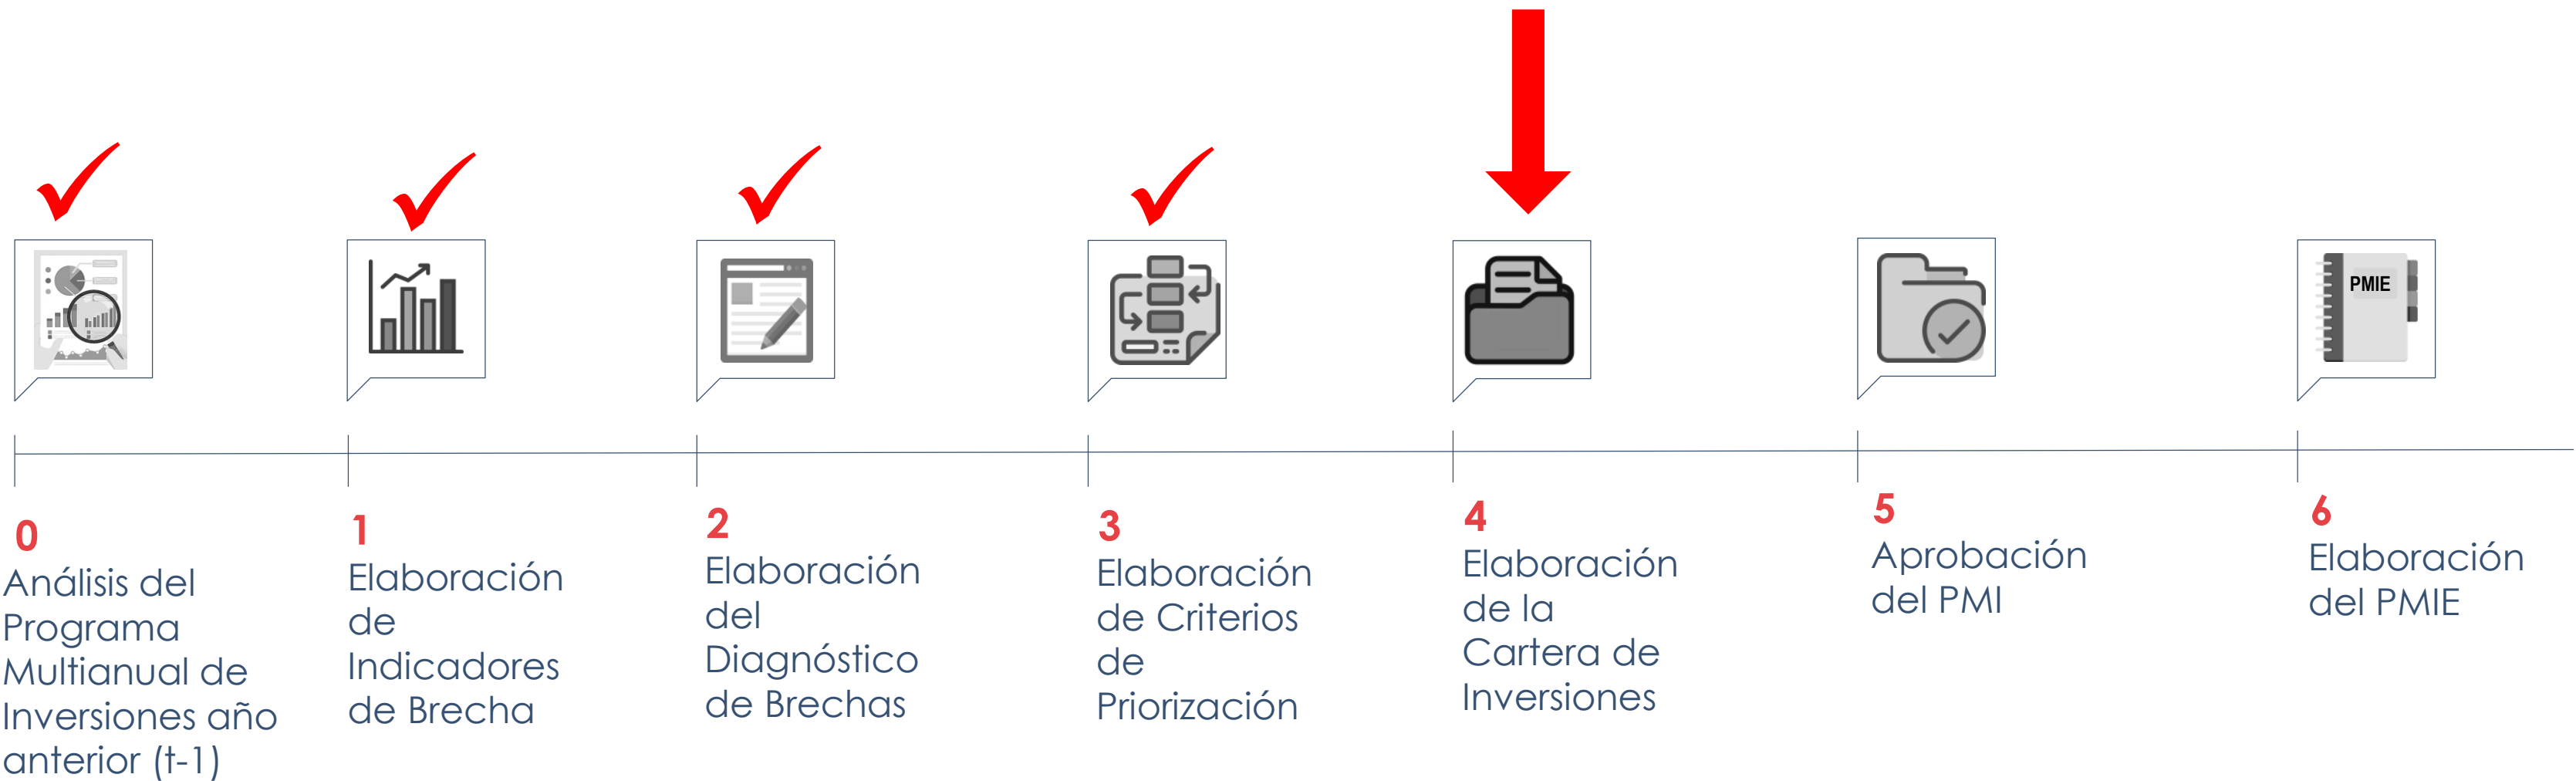 PMIE
0
Análisis del
Programa
Multianual de
Inversiones año
anterior (t-1)
1
Elaboración
de
Indicadores
de Brecha
2
Elaboración
del
Diagnóstico
de Brechas
3
Elaboración
de Criterios
de
Priorización
4
Elaboración
de la
Cartera de
Inversiones
5
Aprobación
del PMI
6
Elaboración
del PMIE